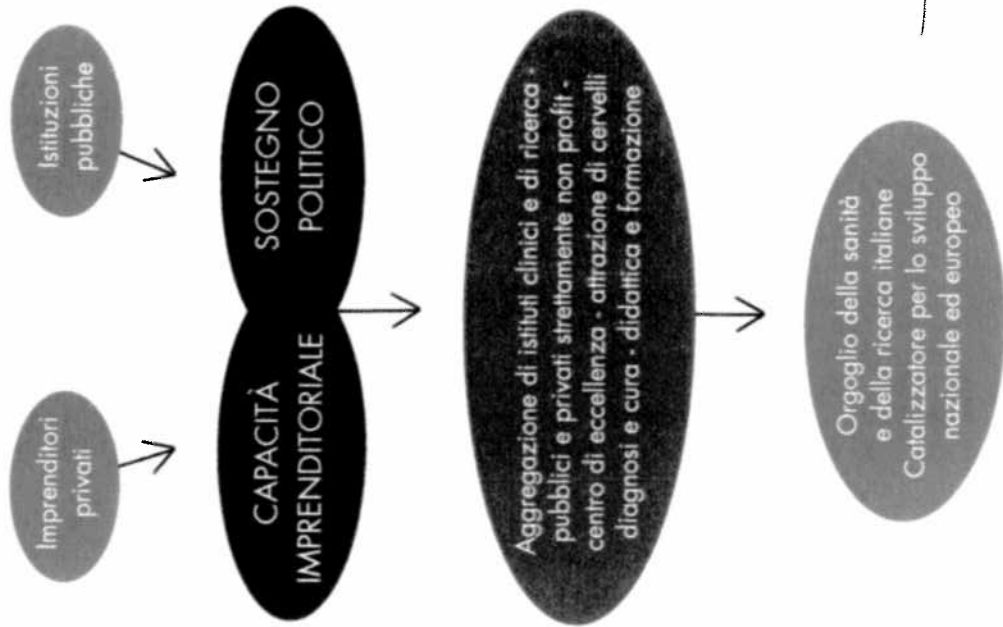 Imprenditori
privati
Istituzioni
pubbliche
CAPACITÀ
IMPRENDITORIALE
SOSTEGNO
POLITICO
Aggregazione di istituti clinici e di ricerca -
pubblici e privati strettamente non profit -
centro di eccellenza - attrazione di cervelli
diagnosi e cura - didattica e formazione
Orgoglio della sanità
e della ricerca italiane
Catalizzatore per lo sviluppo
nazionale ed europeo